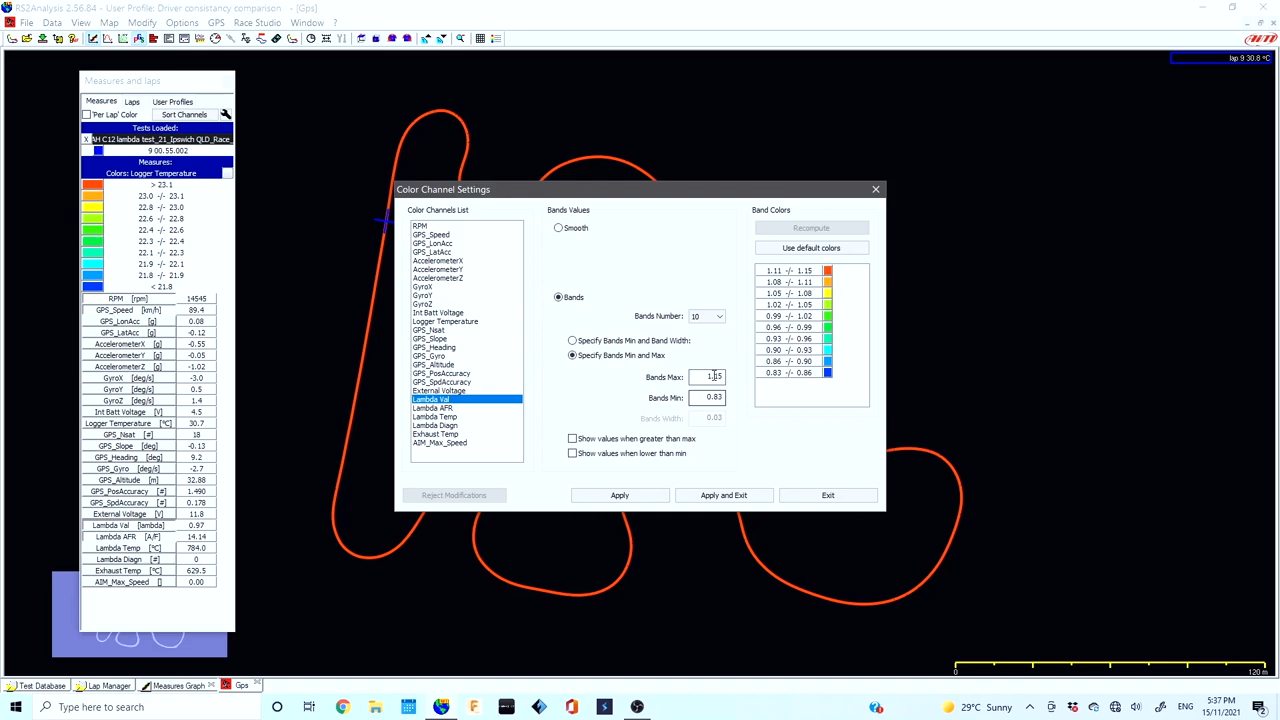 RS2Analysis 2.56.84 - User Profile: Driver consistancy comparison - [Gps]
File Data View Map Modify Options GPS Race Studio Window ?
lap 9 30.8 ºC
Measures and laps
Measures Laps User Profiles
'Per Lap' Color Sort Channels
Tests Loaded:
X AH C12 lambda test_21_Ipswich QLD_Race_
9 00.55.002
Measures:
Colors: Logger Temperature
> 23.1
23.0 -/- 23.1
22.8 -/- 23.0
22.6 -/- 22.8
22.4 -/- 22.6
22.3 -/- 22.4
22.1 -/- 22.3
21.9 -/- 22.1
21.8 -/- 21.9
< 21.8
RPM [rpm] 14545
GPS_Speed [km/h] 89.4
GPS_LonAcc [g] 0.08
GPS_LatAcc [g] -0.12
AccelerometerX [g] -0.55
AccelerometerY [g] -0.05
AccelerometerZ [g] -1.02
GyroX [deg/s] -3.0
GyroY [deg/s] 0.5
GyroZ [deg/s] 1.4
Int Batt Voltage [V] 4.5
Logger Temperature [ºC] 30.7
GPS_Nsat [#] 18
GPS_Slope [deg] -0.13
GPS_Heading [deg] 9.2
GPS_Gyro [deg/s] -2.7
GPS_Altitude [m] 32.88
GPS_PosAccuracy [#] 1.490
GPS_SpdAccuracy [#] 0.178
External Voltage [V] 11.8
Lambda Val [lambda] 0.97
Lambda AFR [A/F] 14.14
Lambda Temp [ºC] 784.0
Lambda Diagn [#] 0
Exhaust Temp [ºC] 629.5
AIM_Max_Speed [] 0.00
Color Channel Settings
Color Channels List
RPM
GPS_Speed
GPS_LonAcc
GPS_LatAcc
AccelerometerX
AccelerometerY
AccelerometerZ
GyroX
GyroY
GyroZ
Int Batt Voltage
Logger Temperature
GPS_Nsat
GPS_Slope
GPS_Heading
GPS_Gyro
GPS_Altitude
GPS_PosAccuracy
GPS_SpdAccuracy
External Voltage
Lambda Val
Lambda AFR
Lambda Temp
Lambda Diagn
Exhaust Temp
AIM_Max_Speed
Bands Values
Smooth
Bands
Bands Number: 10
Specify Bands Min and Band Width:
Specify Bands Min and Max
Bands Max: 1.15
Bands Min: 0.83
Bands Width: 0.03
Show values when greater than max
Show values when lower than min
Band Colors
Recompute
Use default colors
1.11 -/- 1.15
1.08 -/- 1.11
1.05 -/- 1.08
1.02 -/- 1.05
0.99 -/- 1.02
0.96 -/- 0.99
0.93 -/- 0.96
0.90 -/- 0.93
0.86 -/- 0.90
0.83 -/- 0.86
Reject Modifications Apply Apply and Exit Exit
0 120 m
Test Database Lap Manager Measures Graph Gps
Type here to search
29°C Sunny ENG 5:37 PM
15/11/2021